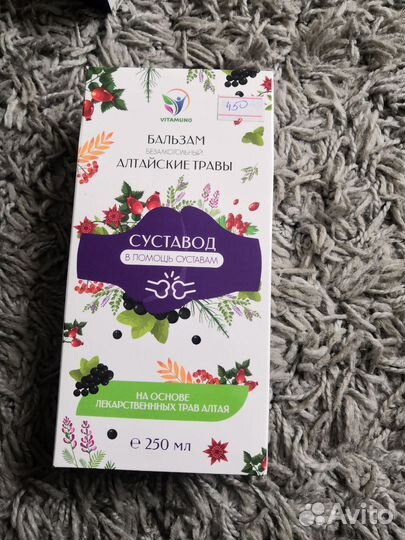 VITAMUNO
450
БАЛЬЗАМ
БЕЗАЛКОГОЛЬНЫЙ
АЛТАЙСКИЕ ТРАВЫ
СУСТАВОД
В ПОМОЩЬ СУСТАВАМ
НА ОСНОВЕ
ЛЕКАРСТВЕННЫХ ТРАВ АЛТАЯ
℮ 250 МЛ
Avito